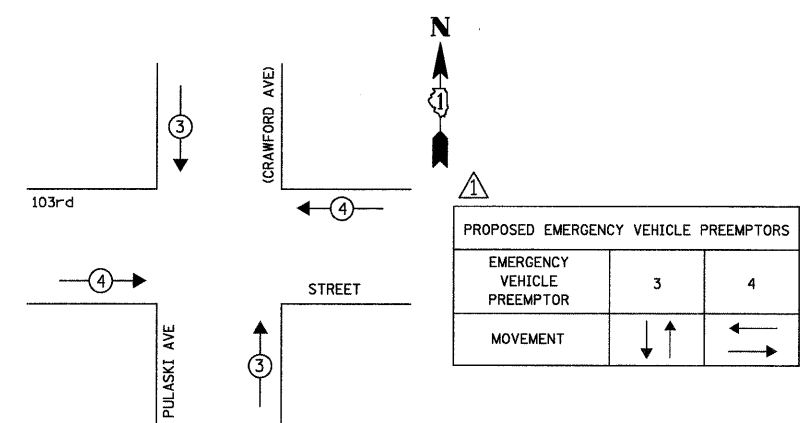 N
1
3
(CRAWFORD AVE)
103rd
4
1
PROPOSED EMERGENCY VEHICLE PREEMPTORS
EMERGENCY
VEHICLE
PREEMPTOR
3
4
MOVEMENT
4
STREET
PULASKI AVE
3